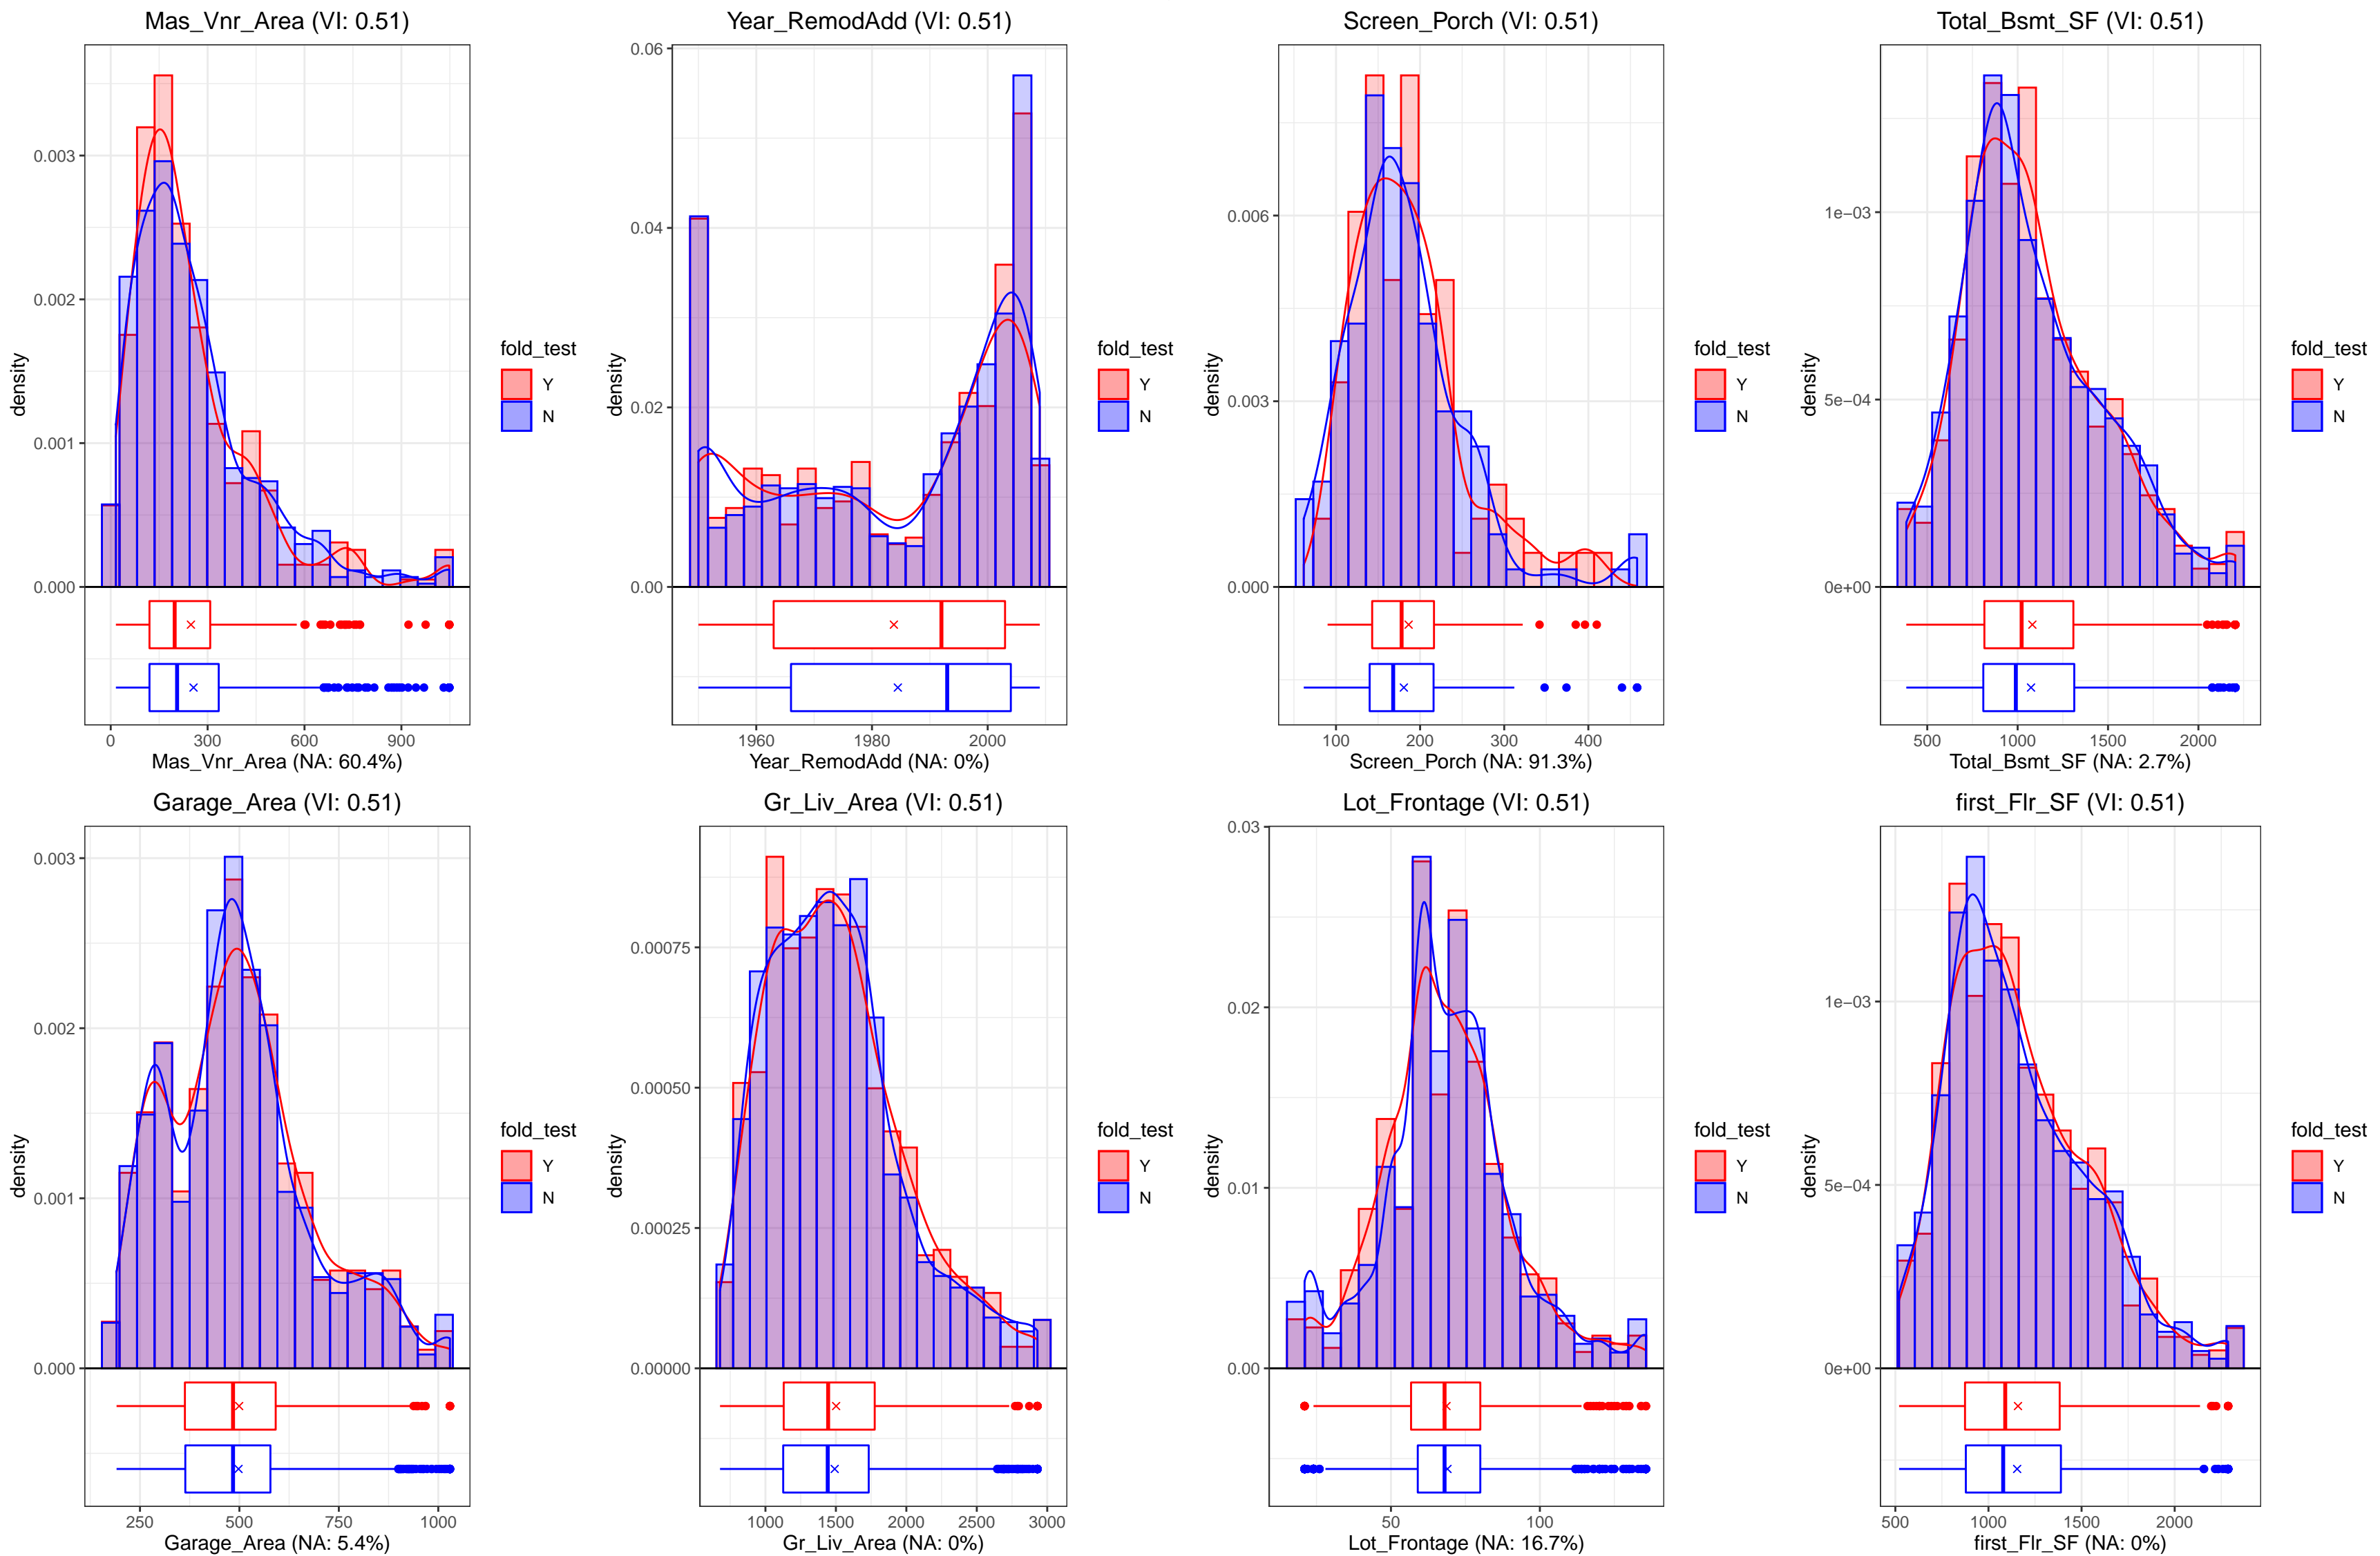 Mas_Vnr_Area (VI: 0.51)
density
0.003
0.002
0.001
0.000
0 300 600 900
Mas_Vnr_Area (NA: 60.4%)
fold_test
Y
N
Year_RemodAdd (VI: 0.51)
density
0.06
0.04
0.02
0.00
1960 1980 2000
Year_RemodAdd (NA: 0%)
fold_test
Y
N
Screen_Porch (VI: 0.51)
density
0.006
0.003
0.000
100 200 300 400
Screen_Porch (NA: 91.3%)
fold_test
Y
N
Total_Bsmt_SF (VI: 0.51)
density
1e−03
5e−04
0e+00
500 1000 1500 2000
Total_Bsmt_SF (NA: 2.7%)
fold_test
Y
N
Garage_Area (VI: 0.51)
density
0.003
0.002
0.001
0.000
250 500 750 1000
Garage_Area (NA: 5.4%)
fold_test
Y
N
Gr_Liv_Area (VI: 0.51)
density
0.00075
0.00050
0.00025
0.00000
1000 1500 2000 2500 3000
Gr_Liv_Area (NA: 0%)
fold_test
Y
N
Lot_Frontage (VI: 0.51)
density
0.03
0.02
0.01
0.00
50 100
Lot_Frontage (NA: 16.7%)
fold_test
Y
N
first_Flr_SF (VI: 0.51)
density
1e−03
5e−04
0e+00
500 1000 1500 2000
first_Flr_SF (NA: 0%)
fold_test
Y
N